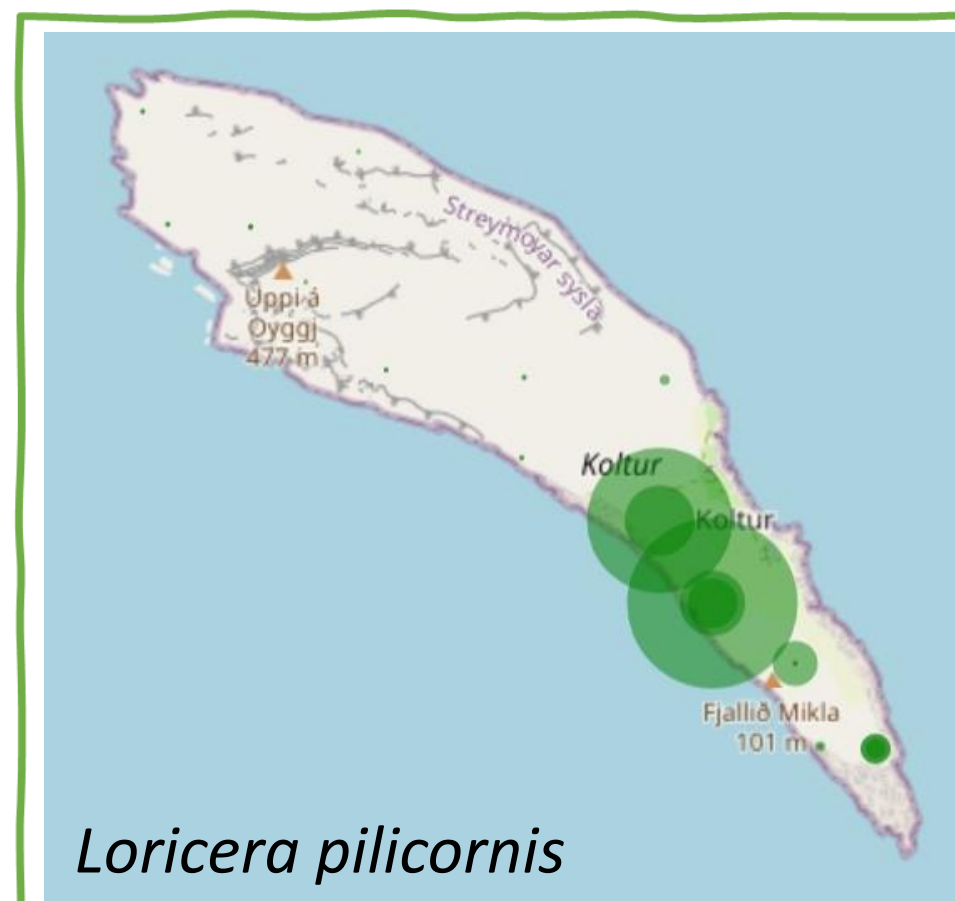 Streymoyar sýsla
Uppi á
Oyggj
477 m
Koltur
Koltur
Fjallið Mikla
101 m
Loricera pilicornis